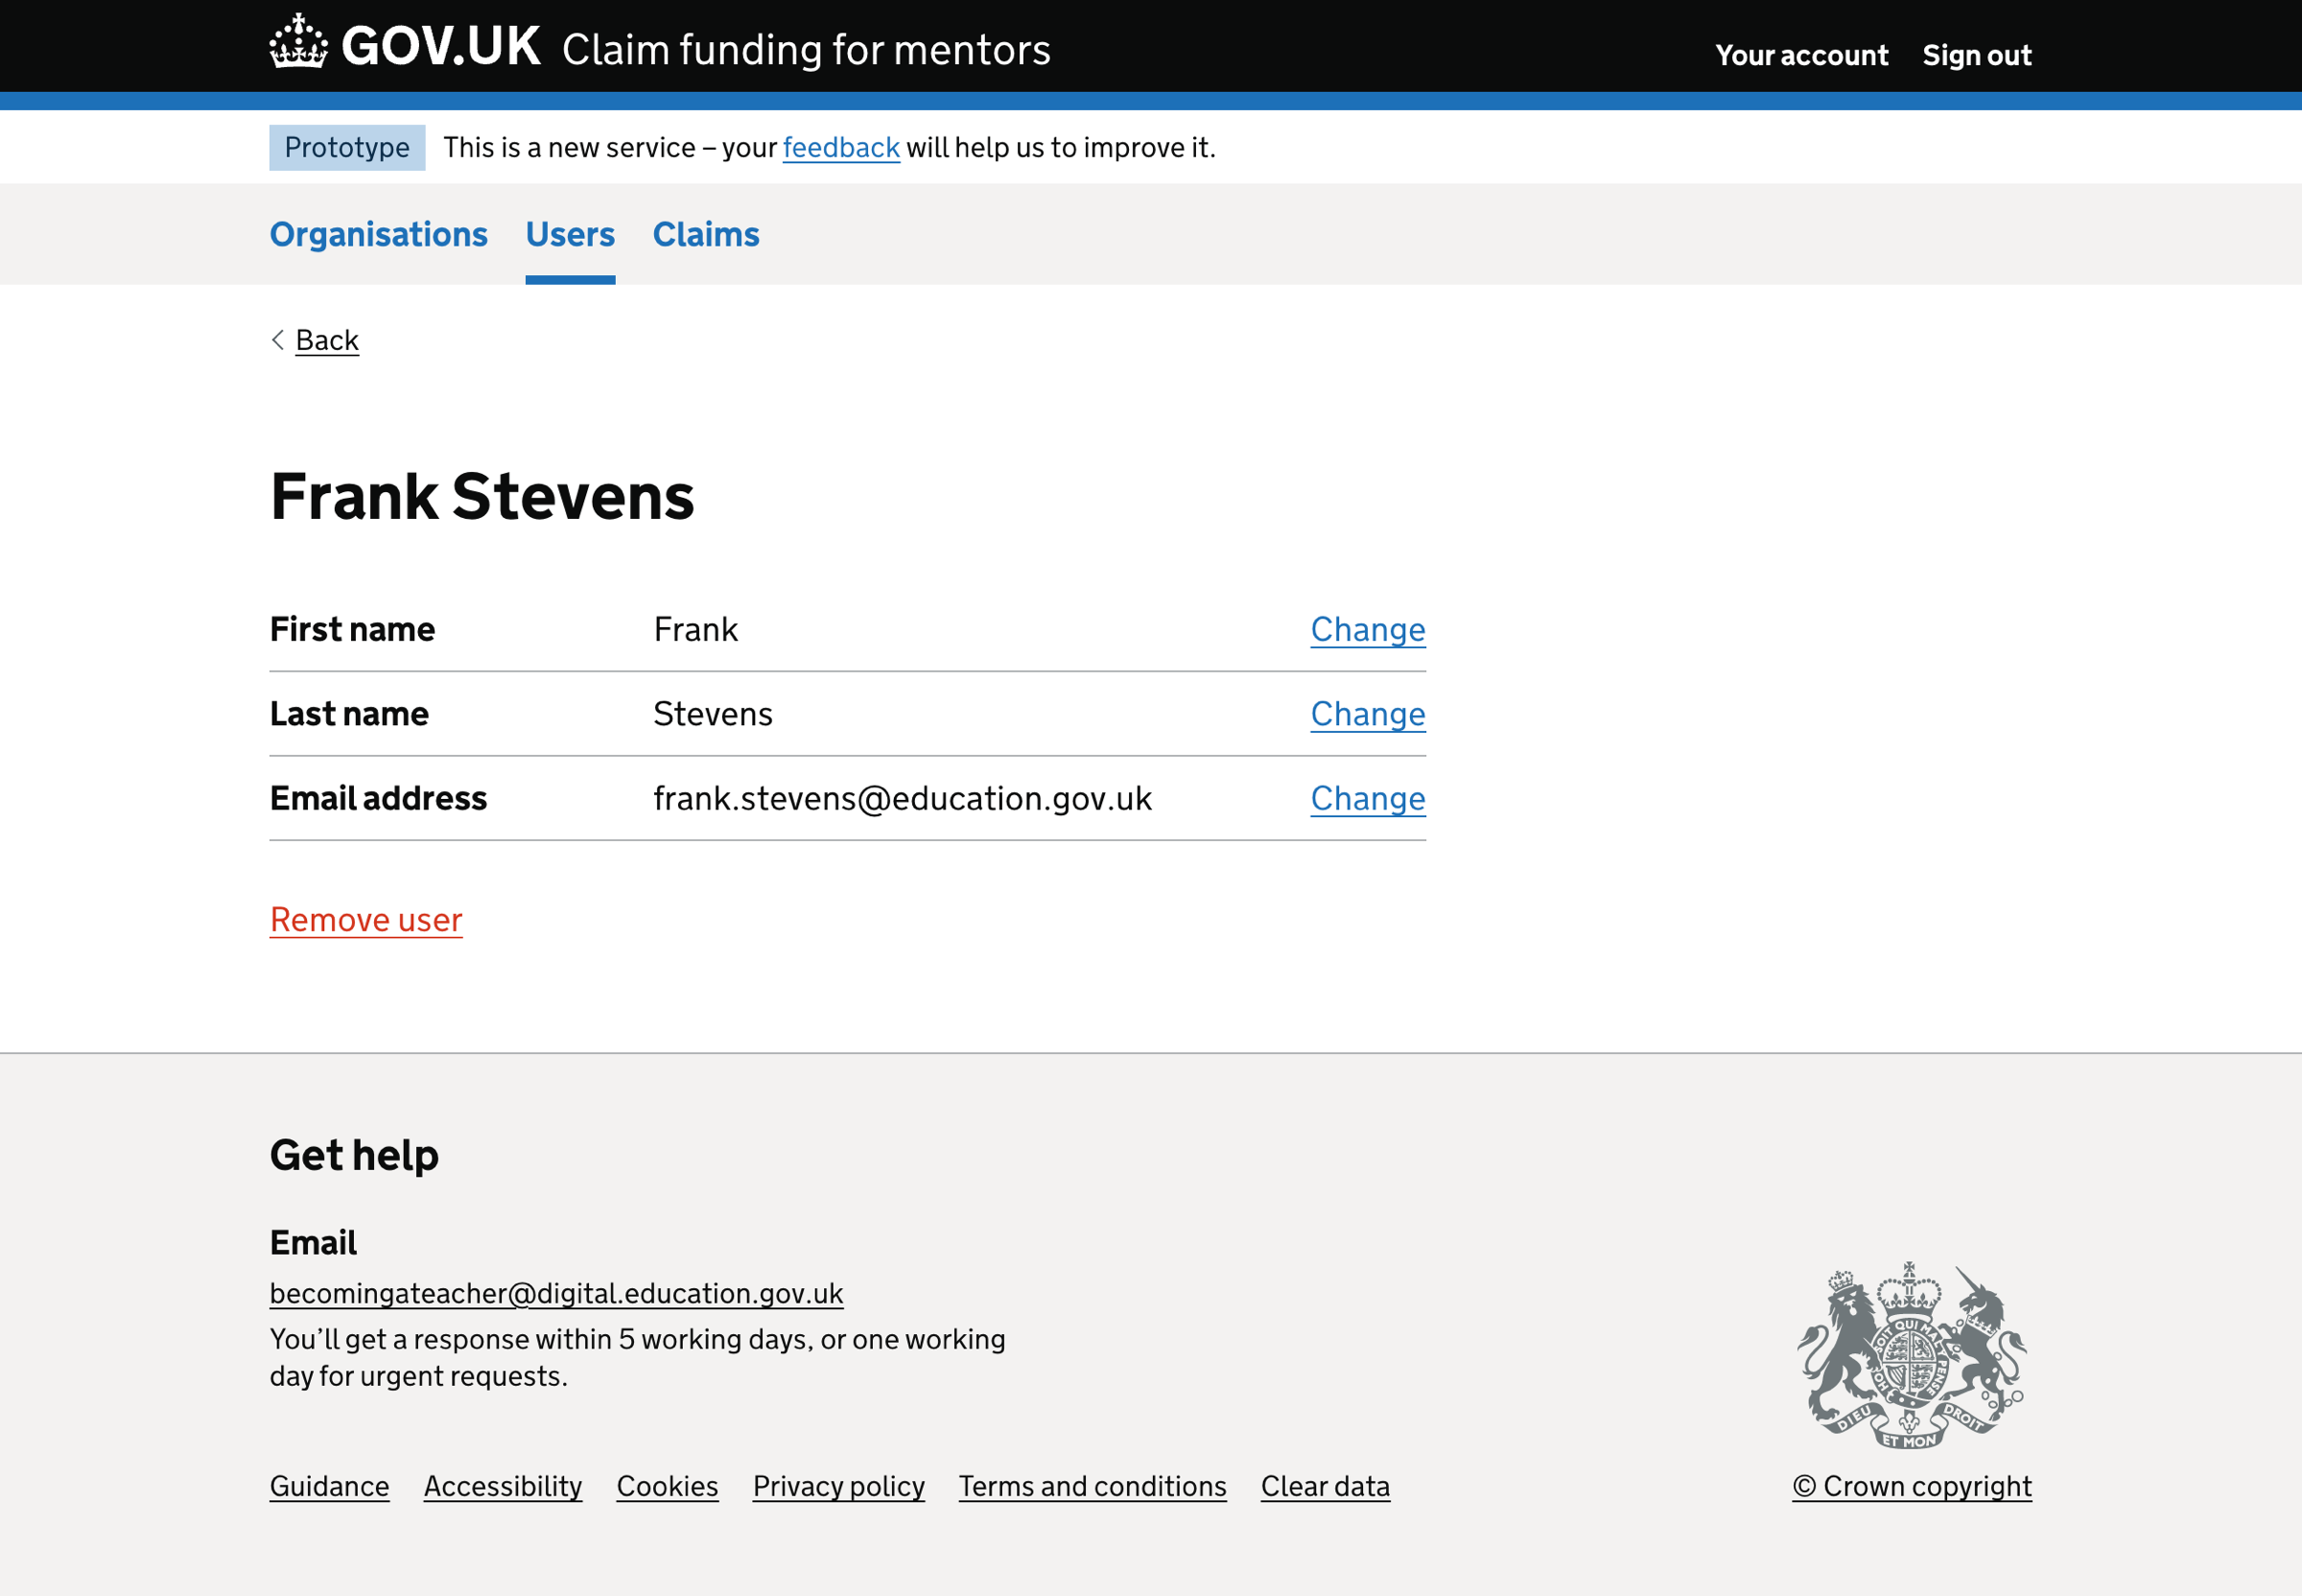 GOV.UK Claim funding for mentors Your account Sign out
Prototype This is a new service – your feedback will help us to improve it.
Organisations Users Claims
Back
Frank Stevens
First name Frank Change
Last name Stevens Change
Email address frank.stevens@education.gov.uk Change
Remove user
Get help
Email
becomingateacher@digital.education.gov.uk
You’ll get a response within 5 working days, or one working
day for urgent requests.
DIEU ET MON DROIT
Guidance Accessibility Cookies Privacy policy Terms and conditions Clear data © Crown copyright